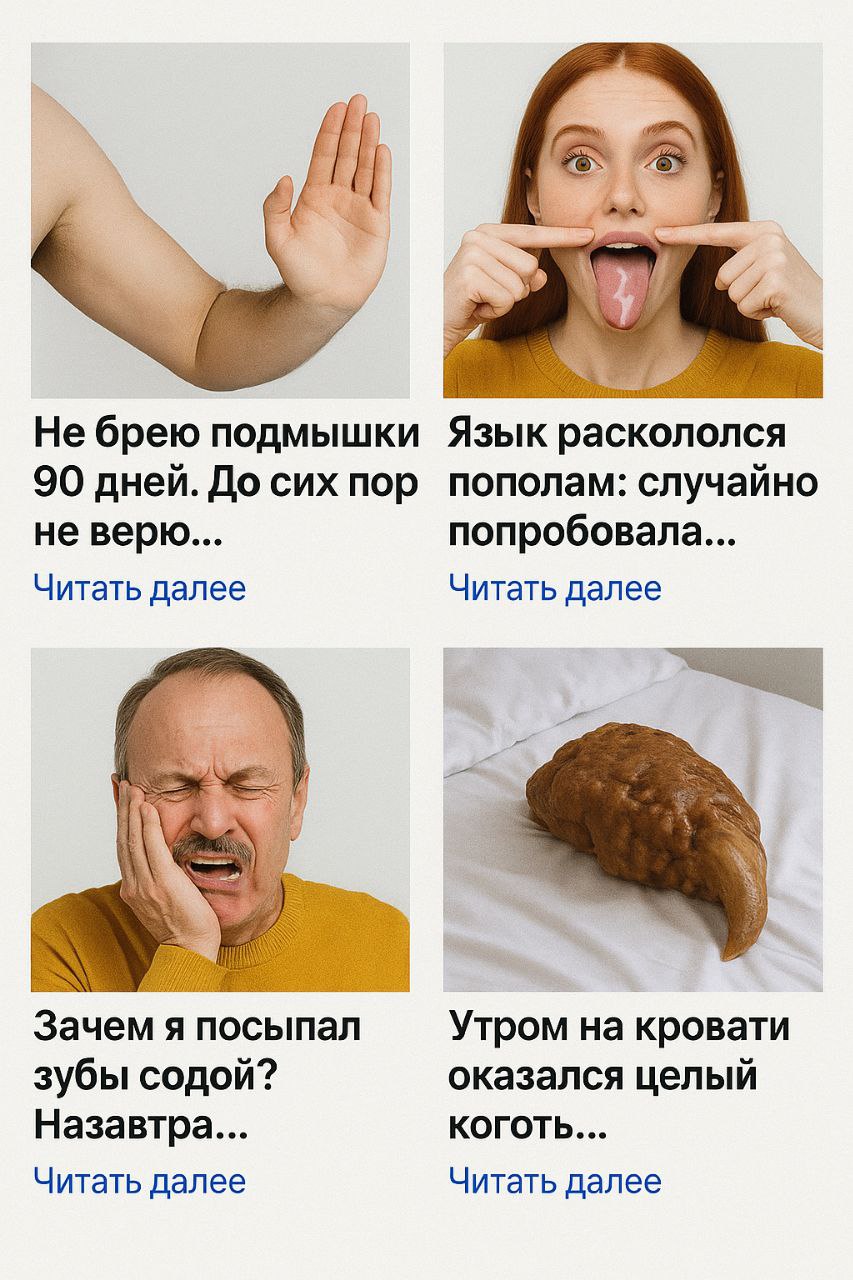 Не брею подмышки
90 дней. До сих пор
не верю...
Читать далее
Язык раскололся
пополам: случайно
попробовала...
Читать далее
Зачем я посыпал
зубы содой?
Назавтра...
Читать далее
Утром на кровати
оказался целый
коготь...
Читать далее